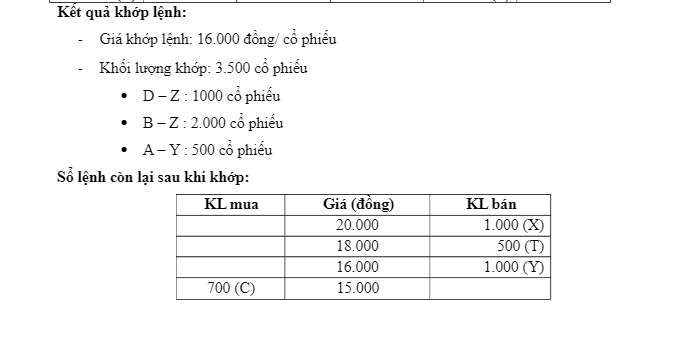 Kết quả khớp lệnh:
- Giá khớp lệnh: 16.000 đồng/ cổ phiếu
- Khối lượng khớp: 3.500 cổ phiếu
• D – Z : 1000 cổ phiếu
• B – Z : 2.000 cổ phiếu
• A – Y : 500 cổ phiếu
Sổ lệnh còn lại sau khi khớp:
KL mua Giá (đồng) KL bán
20.000 1.000 (X)
18.000 500 (T)
16.000 1.000 (Y)
700 (C) 15.000